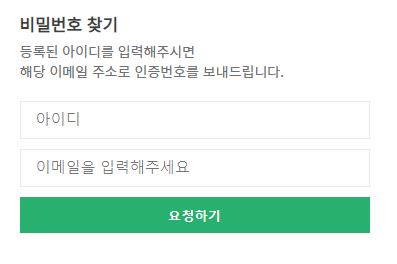 비밀번호 찾기
등록된 아이디를 입력해주시면
해당 이메일 주소로 인증번호를 보내드립니다.
아이디
이메일을 입력해주세요
요청하기